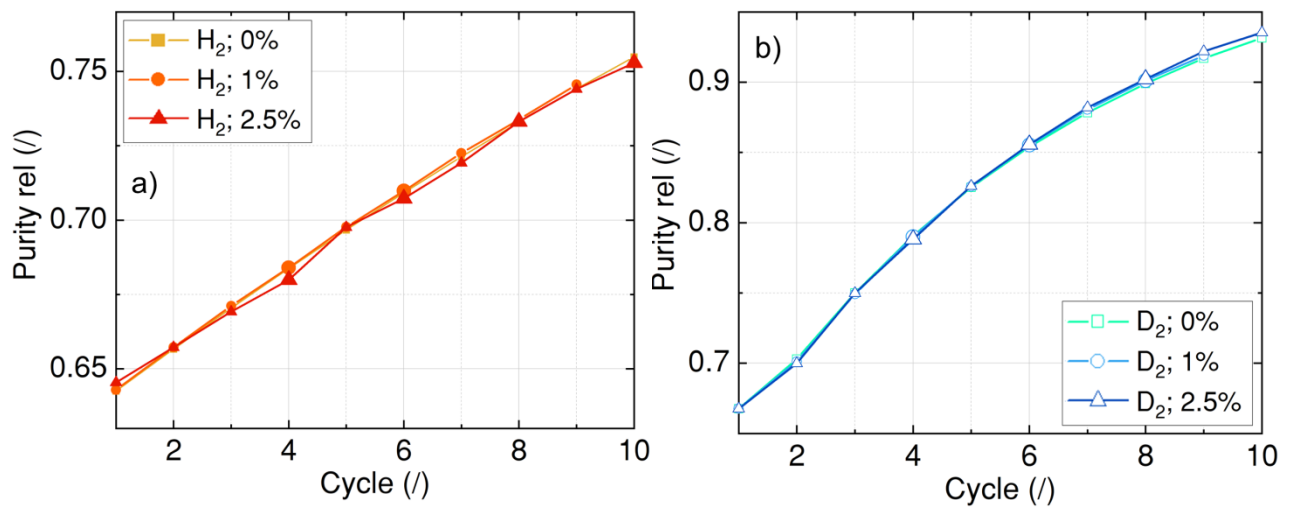 a)
H₂; 0%
H₂; 1%
H₂; 2.5%
0.75
0.70
0.65
Purity rel (/)
2 4 6 8 10
Cycle (/)
b)
0.9
0.8
0.7
Purity rel (/)
D₂; 0%
D₂; 1%
D₂; 2.5%
2 4 6 8 10
Cycle (/)